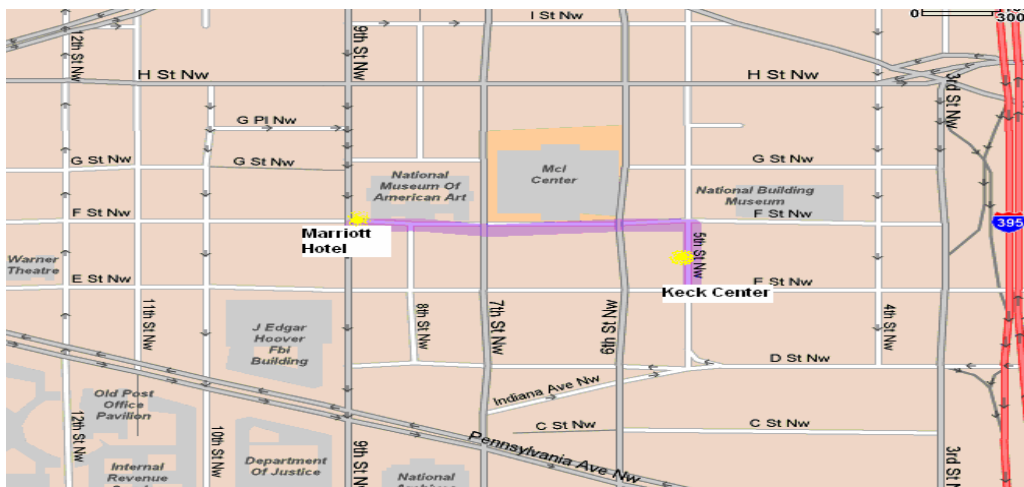 I St Nw
0
300
12th St Nw
9th St Nw
H St Nw
H St Nw
3rd St Nw
G Pl Nw
G St Nw
G St Nw
G St Nw
Mcl
Center
National
Museum Of
American Art
National Building
Museum
F St Nw
F St Nw
395
Marriott
Hotel
5th St Nw
Warner
Theatre
E St Nw
E St Nw
Keck Center
11th St Nw
8th St Nw
7th St Nw
6th St Nw
4th St Nw
J Edgar
Hoover
Fbi
Building
D St Nw
Indiana Ave Nw
Old Post
Office
Pavilion
C St Nw
C St Nw
12th St Nw
10th St Nw
9th St Nw
Pennsylvania Ave Nw
3rd St Nw
Internal
Revenue
Department
Of Justice
National